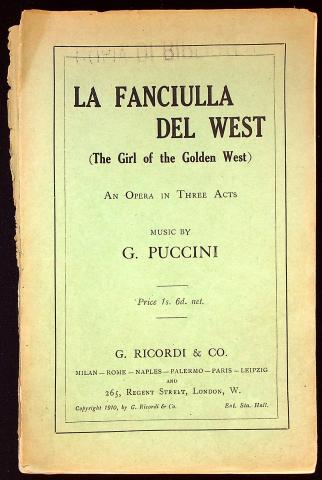 LA FANCIULLA
DEL WEST
(The Girl of the Golden West)
AN OPERA IN THREE ACTS
MUSIC BY
G. PUCCINI
Price 1s. 6d. net.
G. RICORDI & CO.
MILAN—ROME—NAPLES—PALERMO—PARIS—LEIPZIG
AND
265, REGENT STREET, LONDON, W.
Copyright 1910, by G. Ricordi & Co. Ent. Sta. Hall.